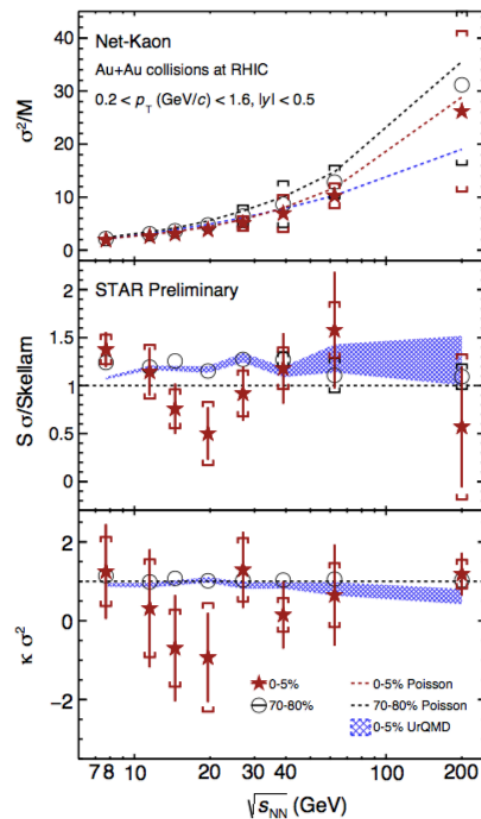 σ²/M
40
30
20
10
0
Net-Kaon
Au+Au collisions at RHIC
0.2 < p_T (GeV/c) < 1.6, |y| < 0.5
S σ/Skellam
2
1.5
1
0.5
0
STAR Preliminary
κ σ²
2
0
−2
0-5%
0-5% Poisson
70-80%
70-80% Poisson
0-5% UrQMD
7 8 10 20 30 40 100 200
√s_NN (GeV)